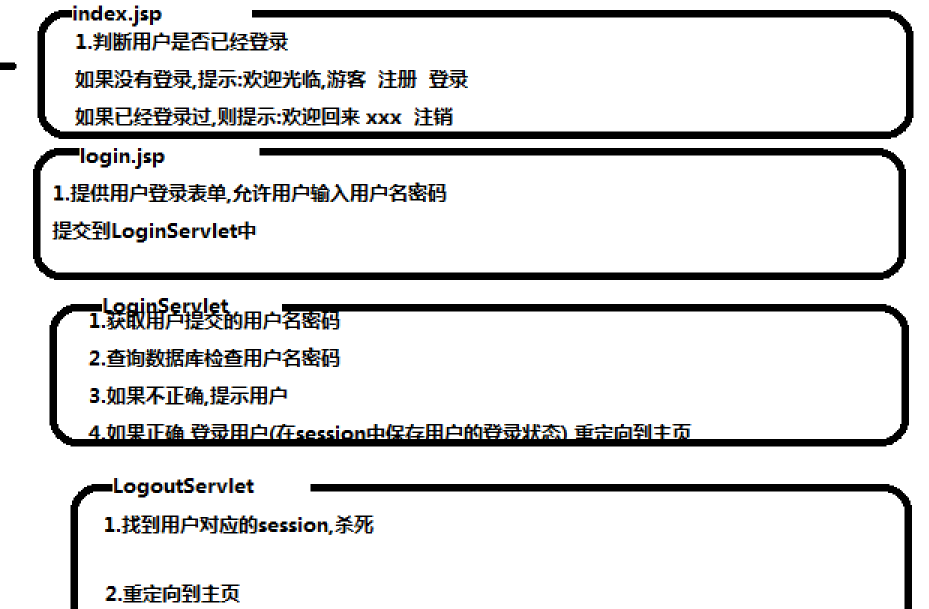 index.jsp
1.判断用户是否已经登录
如果没有登录,提示:欢迎光临,游客 注册 登录
如果已经登录过,则提示:欢迎回来 xxx 注销
login.jsp
1.提供用户登录表单,允许用户输入用户名密码
提交到LoginServlet中
LoginServlet
1.获取用户提交的用户名密码
2.查询数据库检查用户名密码
3.如果不正确,提示用户
4.如果正确 登录用户(在session中保存用户的登录状态) 重定向到主页
LogoutServlet
1.找到用户对应的session,杀死
2.重定向到主页